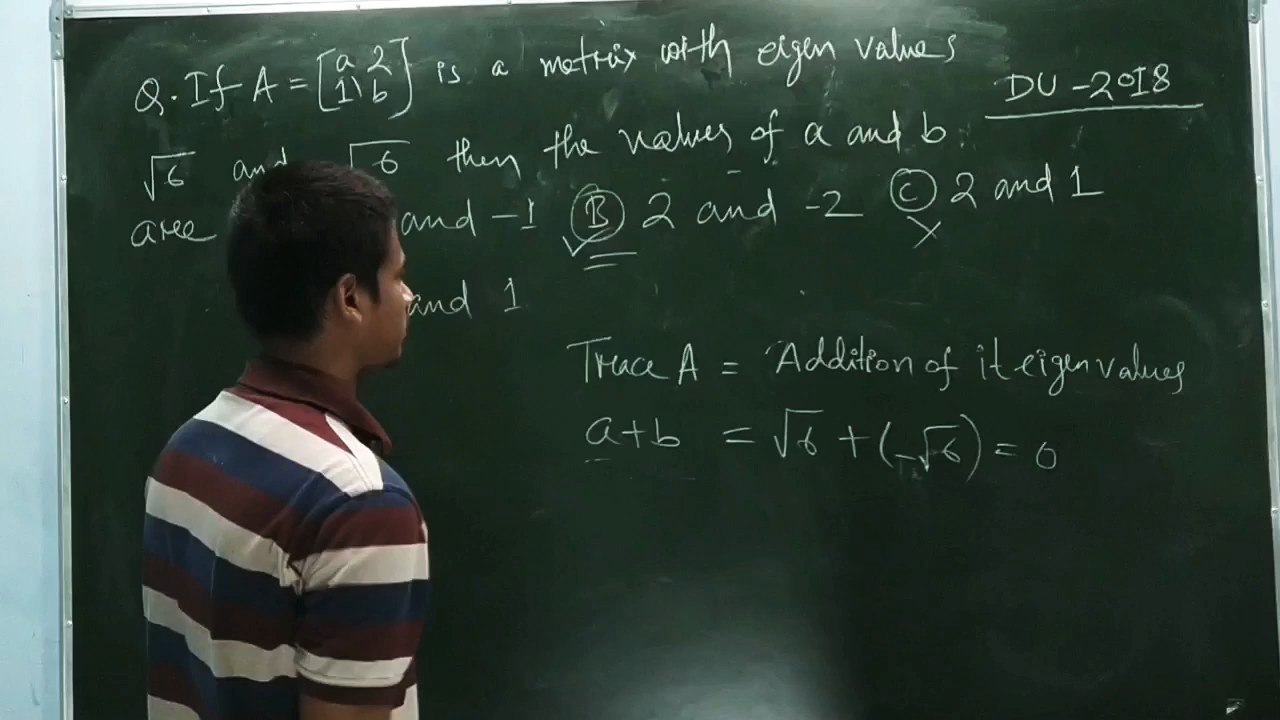 Q. If A = [a 2 1 b] is a matrix with eigen values
DU - 2018
√6 and √6 then the values of a and b
are and -1 (B) 2 and -2 (C) 2 and 1
and 1
Trace A = Addition of it eigen values
a+b = √6 + (-√6) = 0